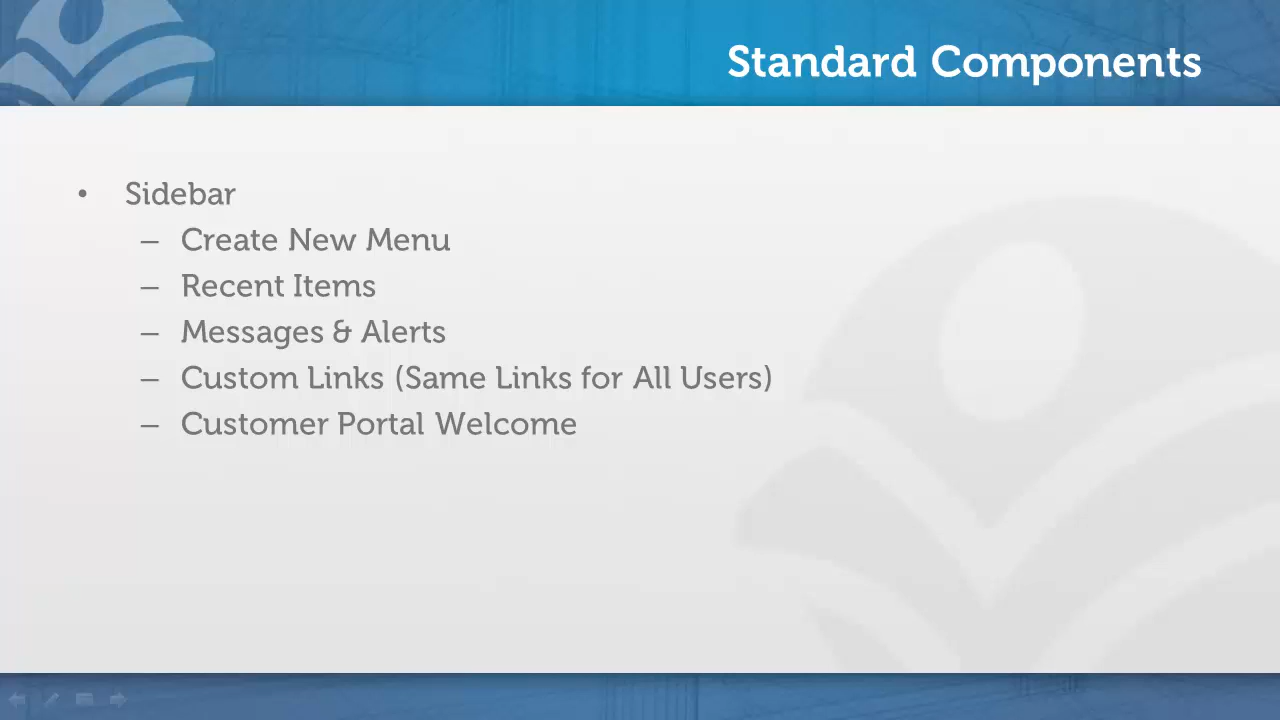 Standard Components
• Sidebar
– Create New Menu
– Recent Items
– Messages & Alerts
– Custom Links (Same Links for All Users)
– Customer Portal Welcome